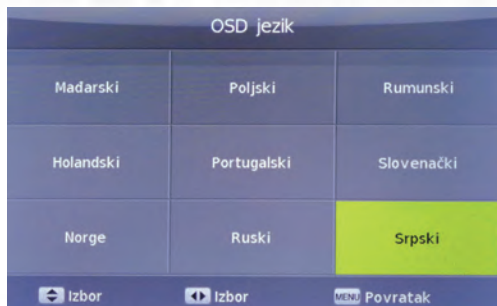 OSD jezik
Mađarski Poljski Rumunski
Holandski Portugalski Slovenački
Norge Ruski Srpski
Izbor Izbor MENU Povratak